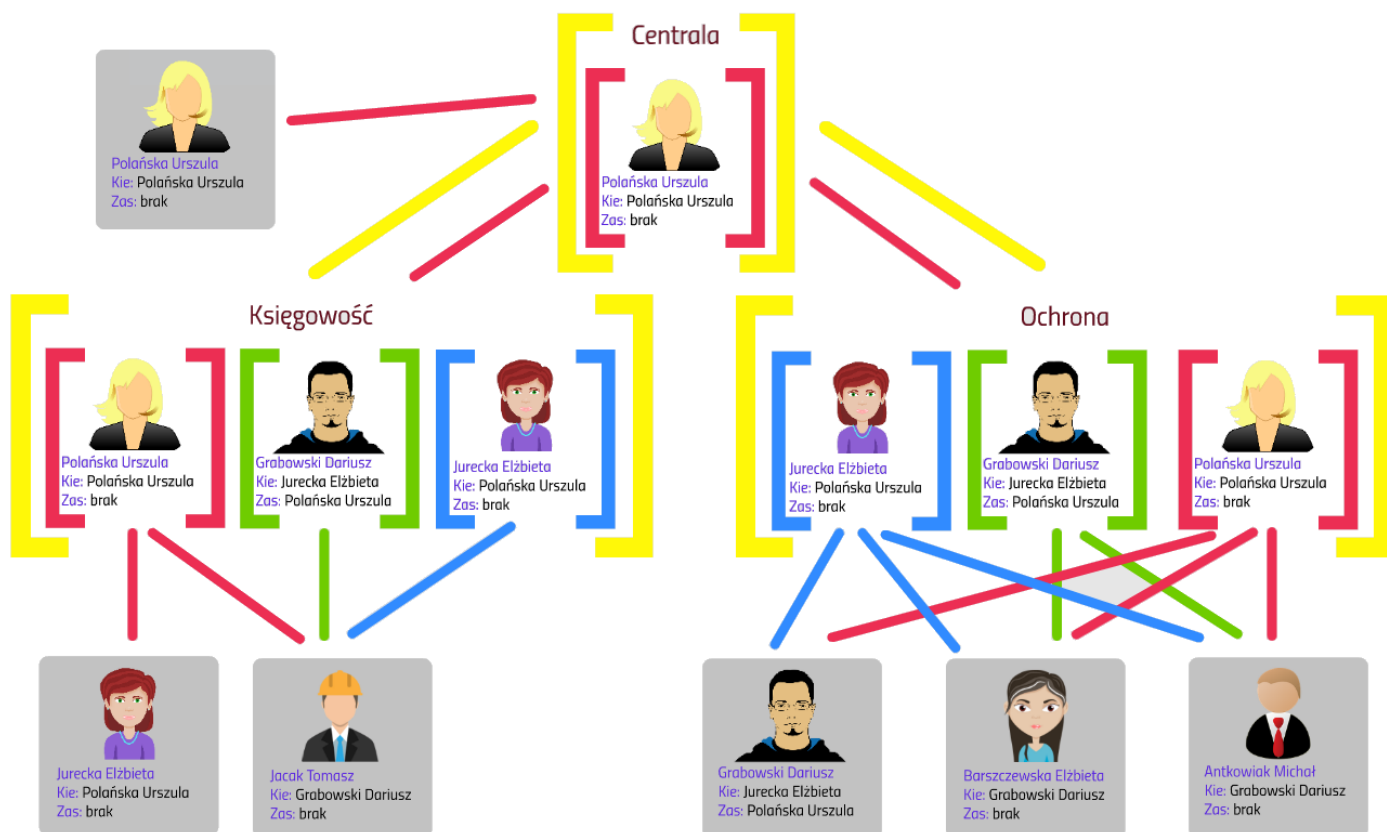 Centrala
Polańska Urszula
Kie: Polańska Urszula
Zas: brak
Polańska Urszula
Kie: Polańska Urszula
Zas: brak
Księgowość
Polańska Urszula
Kie: Polańska Urszula
Zas: brak
Grabowski Dariusz
Kie: Jurecka Elżbieta
Zas: Polańska Urszula
Jurecka Elżbieta
Kie: Polańska Urszula
Zas: brak
Ochrona
Jurecka Elżbieta
Kie: Polańska Urszula
Zas: brak
Grabowski Dariusz
Kie: Jurecka Elżbieta
Zas: Polańska Urszula
Polańska Urszula
Kie: Polańska Urszula
Zas: brak
Jurecka Elżbieta
Kie: Polańska Urszula
Zas: brak
Jacak Tomasz
Kie: Grabowski Dariusz
Zas: brak
Grabowski Dariusz
Kie: Jurecka Elżbieta
Zas: Polańska Urszula
Barszczewska Elżbieta
Kie: Grabowski Dariusz
Zas: brak
Antkowiak Michał
Kie: Grabowski Dariusz
Zas: brak